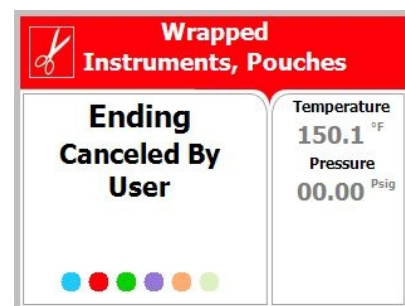 Wrapped
Instruments, Pouches
Ending
Canceled By
User
Temperature
150.1 °F
Pressure
00.00 Psig